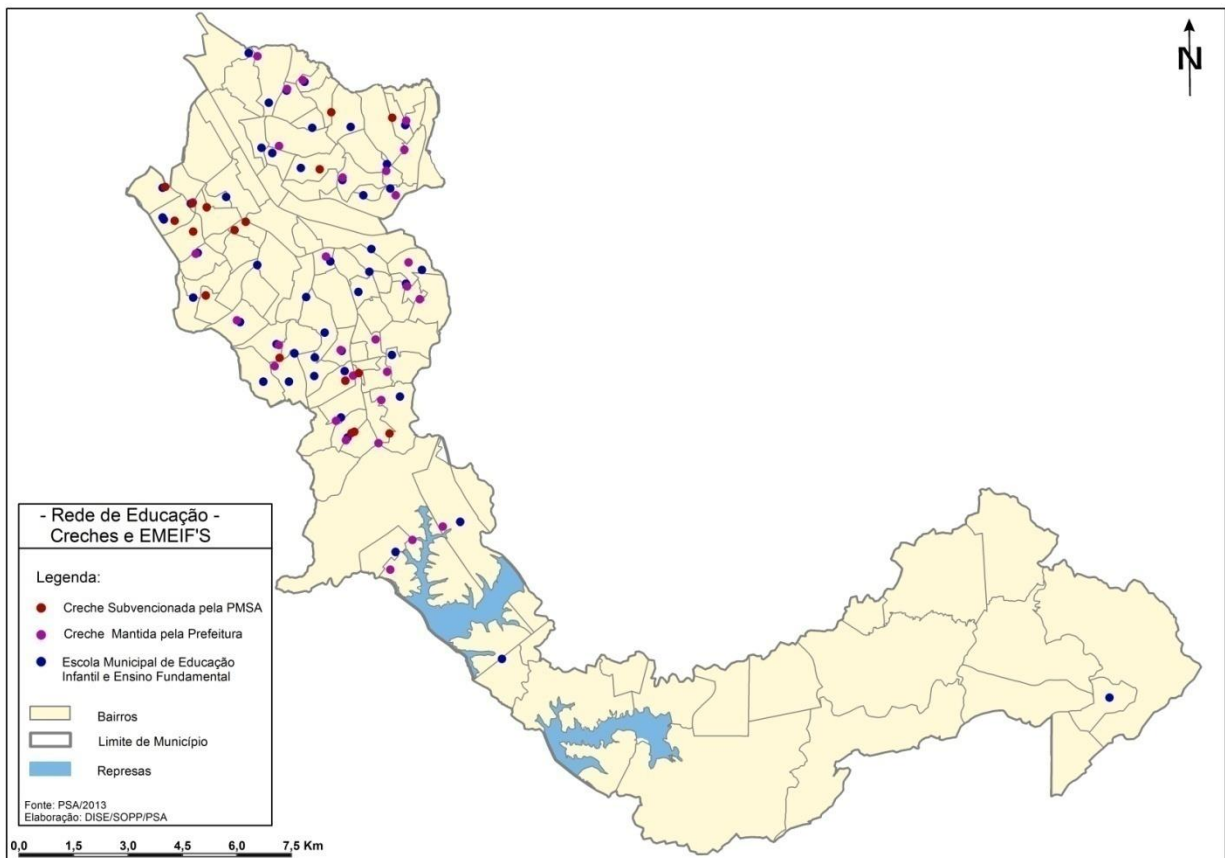 N
- Rede de Educação -
Creches e EMEIF'S
Legenda:
Creche Subvencionada pela PMSA
Creche Mantida pela Prefeitura
Escola Municipal de Educação
Infantil e Ensino Fundamental
Bairros
Limite de Município
Represas
Fonte: PSA/2013
Elaboração: DISE/SOPP/PSA
0,0 1,5 3,0 4,5 6,0 7,5 Km